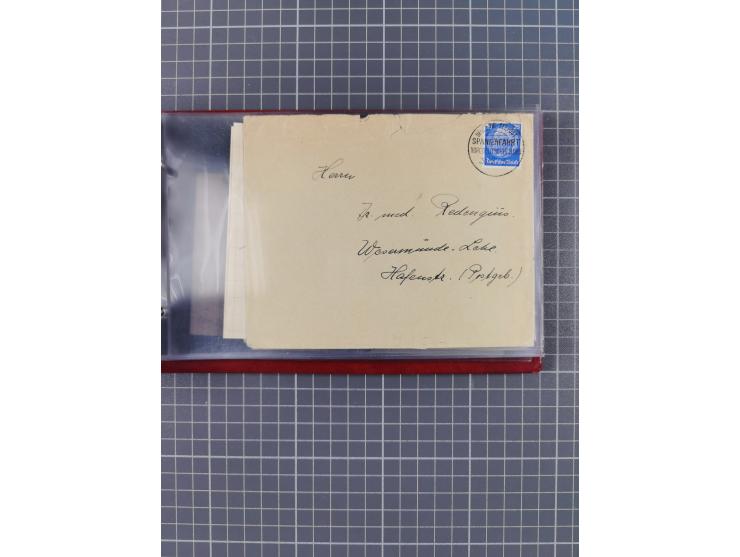 SPANIENFAHRT
Deutsches Reich
Herrn
Dr. med. Redengius.
Wesermünde-Lehe.
Hafenstr. (Postgeb.)